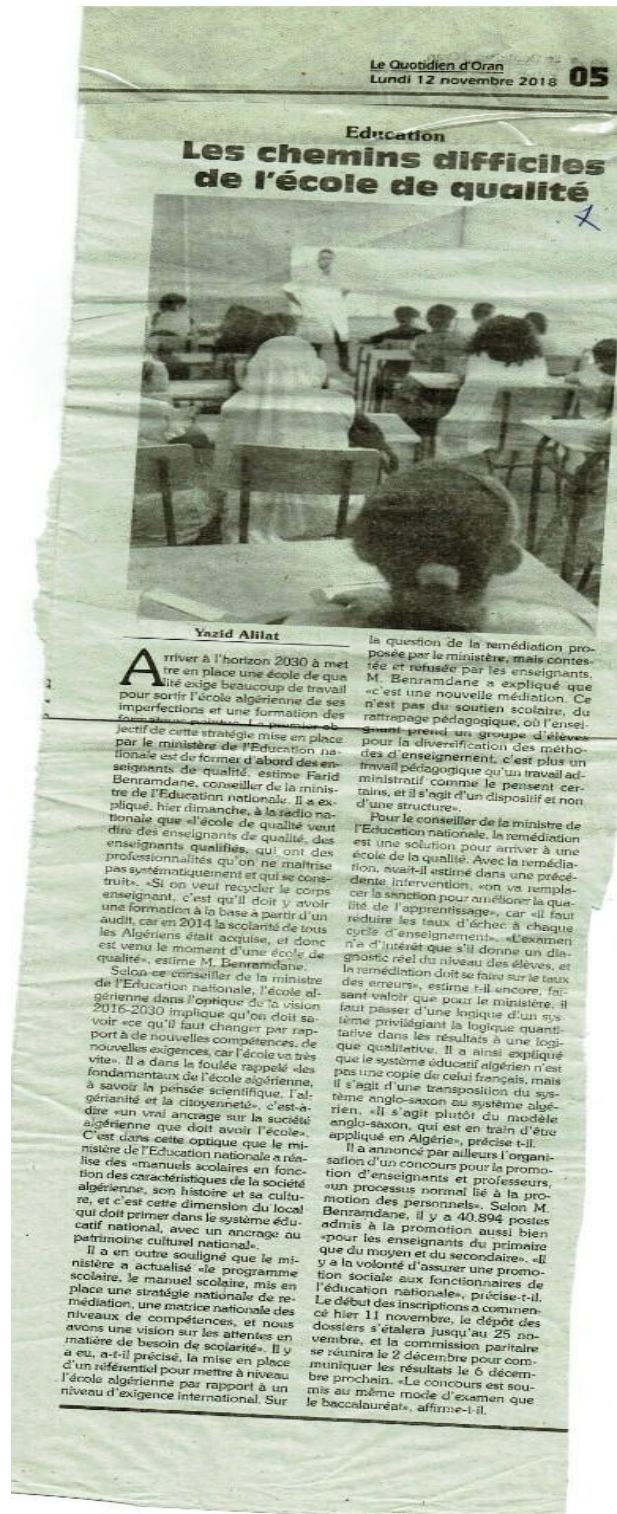 Le Quotidien d'Oran
Lundi 12 novembre 2018 05
Education
Les chemins difficiles
de l'école de qualité
Yazid Alilat
Arriver à l'horizon 2030 à met
tre en place une école de qua
lité exige beaucoup de travail
pour sortir l'école algérienne de ses
imperfections et une formation des
formateurs pointue. Le premier ob-
jectif de cette stratégie mise en place
par le ministère de l'Education na-
tionale est de former d'abord des en-
seignants de qualité, estime Farid
Benramdane, conseiller de la minis-
tre de l'Education nationale. Il a ex-
pliqué, hier dimanche, à la radio na-
tionale que «l'école de qualité veut
dire des enseignants de qualité, des
enseignants qualifiés, qui ont des
professionnalités qu'on ne maîtrise
pas systématiquement et qui se cons-
truit». «Si on veut recycler le corps
enseignant, c'est qu'il doit y avoir
une formation à la base à partir d'un
audit, car en 2014 la scolarité de tous
les Algériens était acquise, et donc
est venu le moment d'une école de
qualité», estime M. Benramdane.
Selon ce conseiller de la ministre
de l'Education nationale, l'école al-
gérienne dans l'optique de la vision
2016-2030 implique qu'on doit sa-
voir «ce qu'il faut changer par rap-
port à de nouvelles compétences, de
nouvelles exigences, car l'école va très
vite». Il a dans la foulée rappelé «les
fondamentaux de l'école algérienne,
à savoir la pensée scientifique, l'al-
gérianité et la citoyenneté», c'est-à-
dire «un vrai ancrage sur la société
algérienne que doit avoir l'école».
C'est dans cette optique que le mi-
nistère de l'Education nationale a réa-
lise des «manuels scolaires en fonc-
tion des caractéristiques de la société
algérienne, son histoire et sa cultu-
re, et c'est cette dimension du local
qui doit primer dans le système édu-
catif national, avec un ancrage au
patrimoine culturel national».
Il a en outre souligné que le mi-
nistère a actualisé «le programme
scolaire, le manuel scolaire, mis en
place une stratégie nationale de re-
médiation, une matrice nationale des
niveaux de compétences, et nous
avons une vision sur les attentes en
matière de besoin de scolarité». Il y
a eu, a-t-il précisé, la mise en place
d'un référentiel pour mettre à niveau
l'école algérienne par rapport à un
niveau d'exigence international. Sur
la question de la remédiation pro-
posée par le ministère, mais contes-
tée et refusée par les enseignants,
M. Benramdane a expliqué que
«c'est une nouvelle médiation. Ce
n'est pas du soutien scolaire, du
rattrapage pédagogique, où l'ensei-
gnant prend un groupe d'élèves
pour la diversification des métho-
des d'enseignement, c'est plus un
travail pédagogique qu'un travail ad-
ministratif comme le pensent cer-
tains, et il s'agit d'un dispositif et non
d'une structure».
Pour le conseiller de la ministre de
l'Education nationale, la remédiation
est une solution pour arriver à une
école de la qualité. Avec la remédia-
tion, avait-il estimé dans une précé-
dente intervention, «on va rempla-
cer la sanction pour améliorer la qua-
lité de l'apprentissage», car «il faut
réduire les taux d'échec à chaque
cycle d'enseignement». «L'examen
n'a d'intérêt que s'il donne un dia-
gnostic réel du niveau des élèves, et
la remédiation doit se faire sur le taux
des erreurs», estime t-il encore, fai-
sant valoir que pour le ministère, il
faut passer d'une logique d'un sys-
tème privilégiant la logique quanti-
tative dans les résultats à une logi-
que qualitative. Il a ainsi expliqué
que le système éducatif algérien n'est
pas une copie de celui français, mais
il s'agit d'une transposition du sys-
tème anglo-saxon au système algé-
rien. «Il s'agit plutôt du modèle
anglo-saxon, qui est en train d'être
appliqué en Algérie», précise t-il.
Il a annoncé par ailleurs l'organi-
sation d'un concours pour la promo-
tion d'enseignants et professeurs,
«un processus normal lié à la pro-
motion des personnels». Selon M.
Benramdane, il y a 40.894 postes
admis à la promotion aussi bien
«pour les enseignants du primaire
que du moyen et du secondaire». «Il
y a la volonté d'assurer une promo-
tion sociale aux fonctionnaires de
l'éducation nationale», précise-t-il.
Le début des inscriptions a commen-
cé hier 11 novembre, le dépôt des
dossiers s'étalera jusqu'au 25 no-
vembre, et la commission paritaire
se réunira le 2 décembre pour com-
muniquer les résultats le 6 décem-
bre prochain. «Le concours est sou-
mis au même mode d'examen que
le baccalauréat», affirme-t-il.